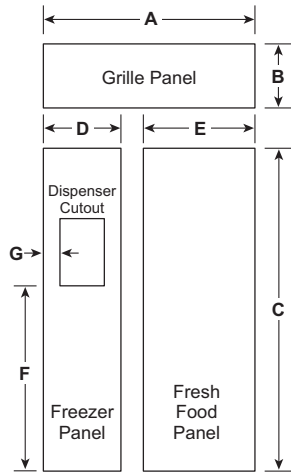 A
Grille Panel
B
D
E
Dispenser
Cutout
G
C
F
Freezer
Panel
Fresh
Food
Panel